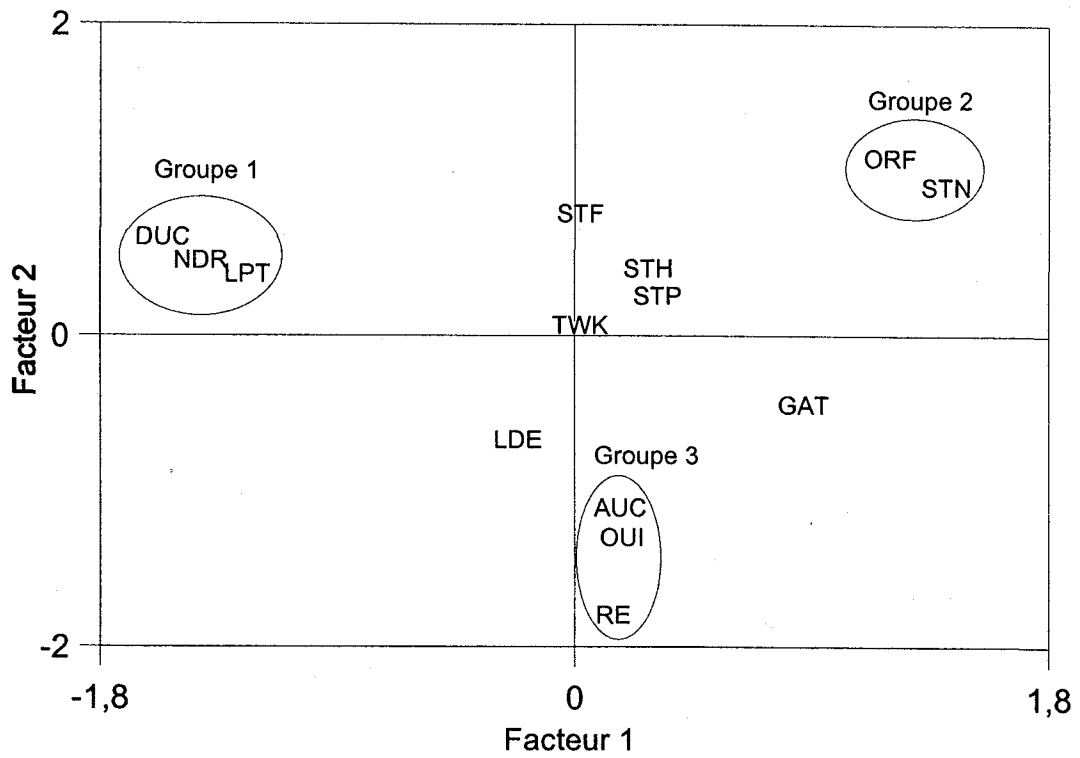 2
Groupe 2
ORF
STN
Groupe 1
DUC
NDR
LPT
STF
STH
STP
TWK
0
Facteur 2
GAT
LDE
Groupe 3
AUC
OUI
RE
-2
-1,8
0
1,8
Facteur 1